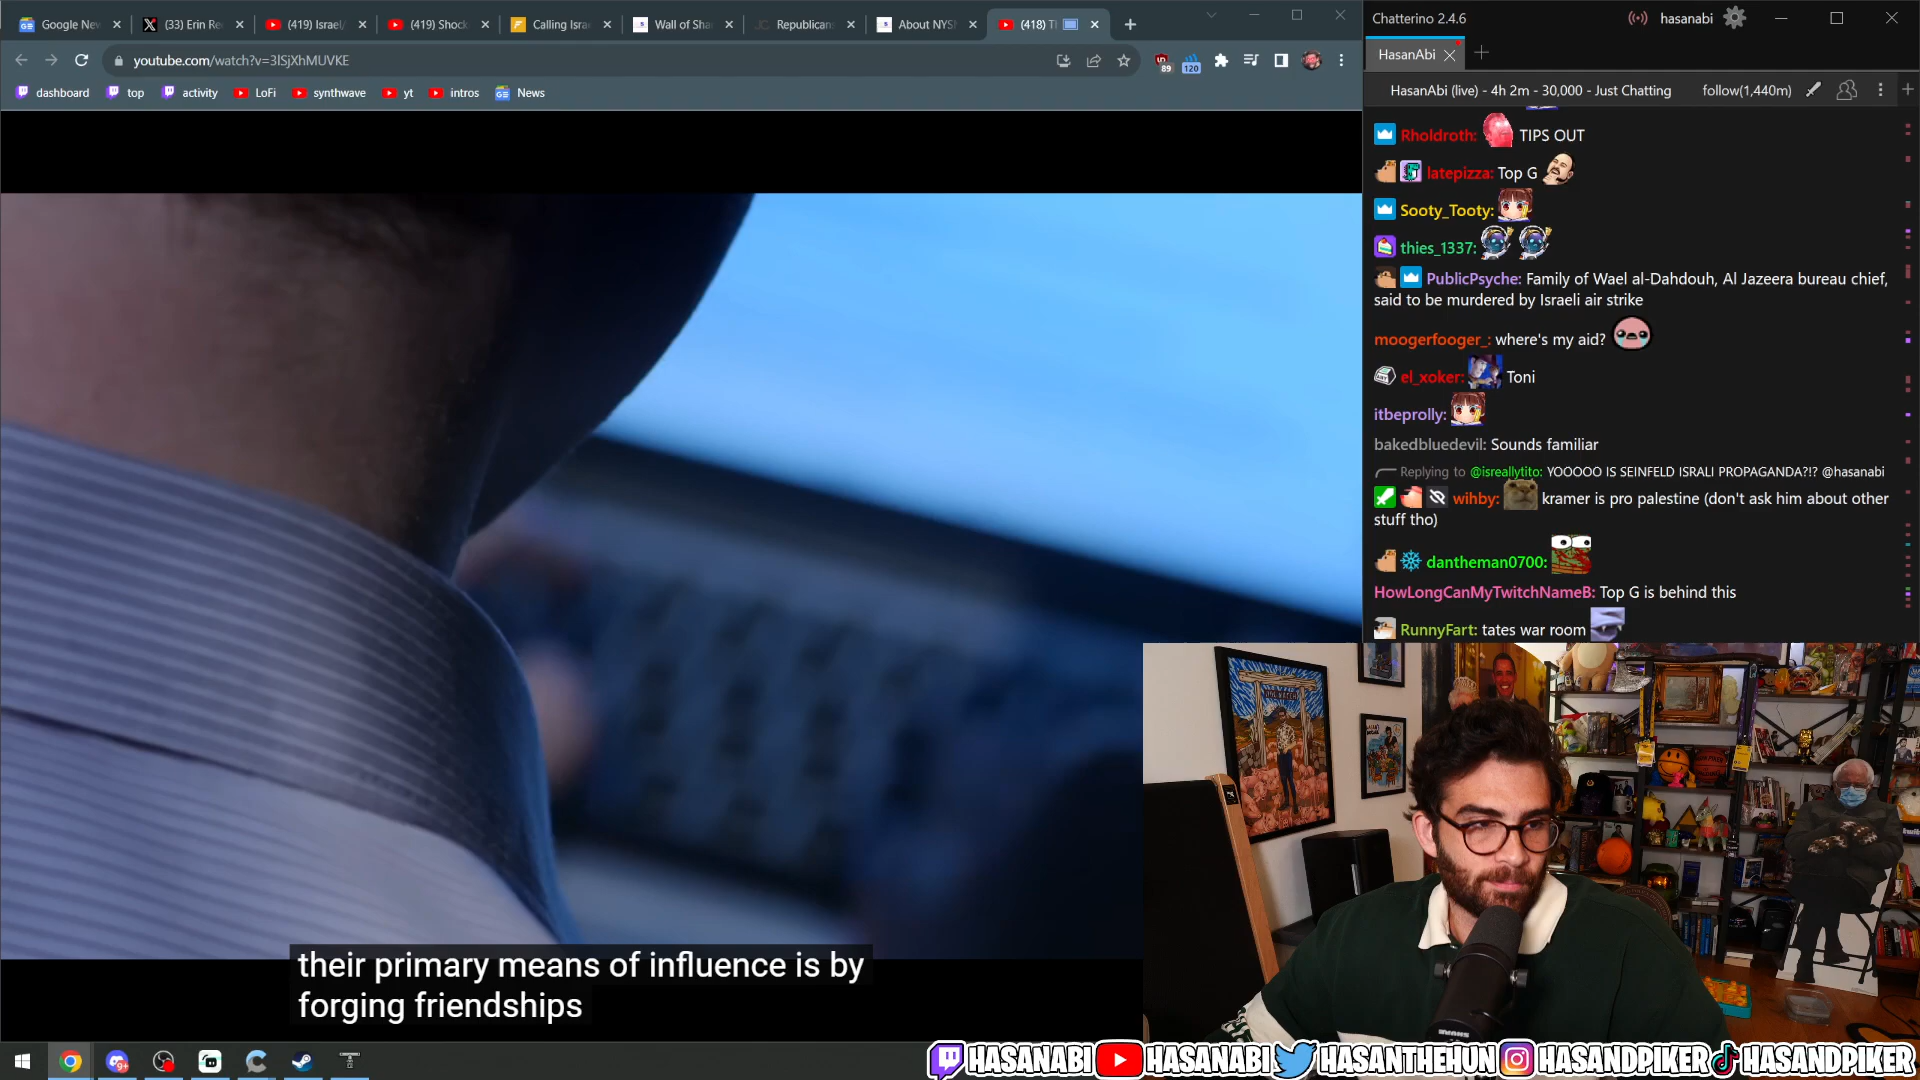 Google Nev
(33) Erin Re
(419) Israel/
(419) Shock
Calling Isra
Wall of Sha
Republican
About NYS
(418) T
youtube.com/watch?v=3lSjXhMUVKE
89
120
dashboard
top
activity
LoFi
synthwave
yt
intros
News
their primary means of influence is by
forging friendships
Chatterino 2.4.6
hasanabi
HasanAbi
HasanAbi (live) - 4h 2m - 30,000 - Just Chatting
follow(1,440m)
Rholdroth: TIPS OUT
latepizza: Top G
Sooty_Tooty:
thies_1337:
PublicPsyche: Family of Wael al-Dahdouh, Al Jazeera bureau chief,
said to be murdered by Israeli air strike
moogerfooger_: where's my aid?
el_xoker: Toni
itbeprolly:
bakedbluedevil: Sounds familiar
Replying to @isreallytito: YOOOOO IS SEINFELD ISRALI PROPAGANDA?!? @hasanabi
wihby: kramer is pro palestine (don't ask him about other
stuff tho)
dantheman0700:
HowLongCanMyTwitchNameB: Top G is behind this
RunnyFart: tates war room
9+
HASANABI HASANABI HASANTHEHUN HASANDPIKER HASANDPIKER